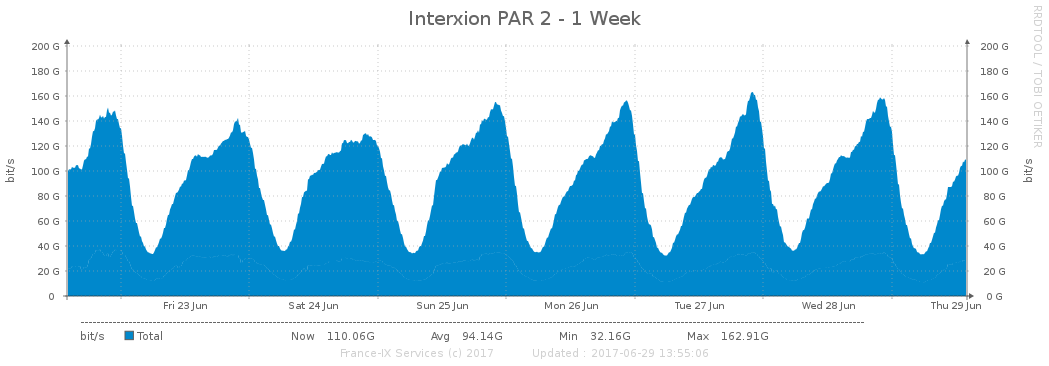 Interxion PAR 2 - 1 Week
RRDTOOL / TOBI OETIKER
200 G 200 G
180 G 180 G
160 G 160 G
140 G 140 G
120 G 120 G
100 G 100 G
80 G 80 G
60 G 60 G
40 G 40 G
20 G 20 G
0 0 G
bit/s bit/s
Fri 23 Jun Sat 24 Jun Sun 25 Jun Mon 26 Jun Tue 27 Jun Wed 28 Jun Thu 29 Jun
bit/s Total Now 110.06G Avg 94.14G Min 32.16G Max 162.91G
France-IX Services (c) 2017 Updated : 2017-06-29 13:55:06